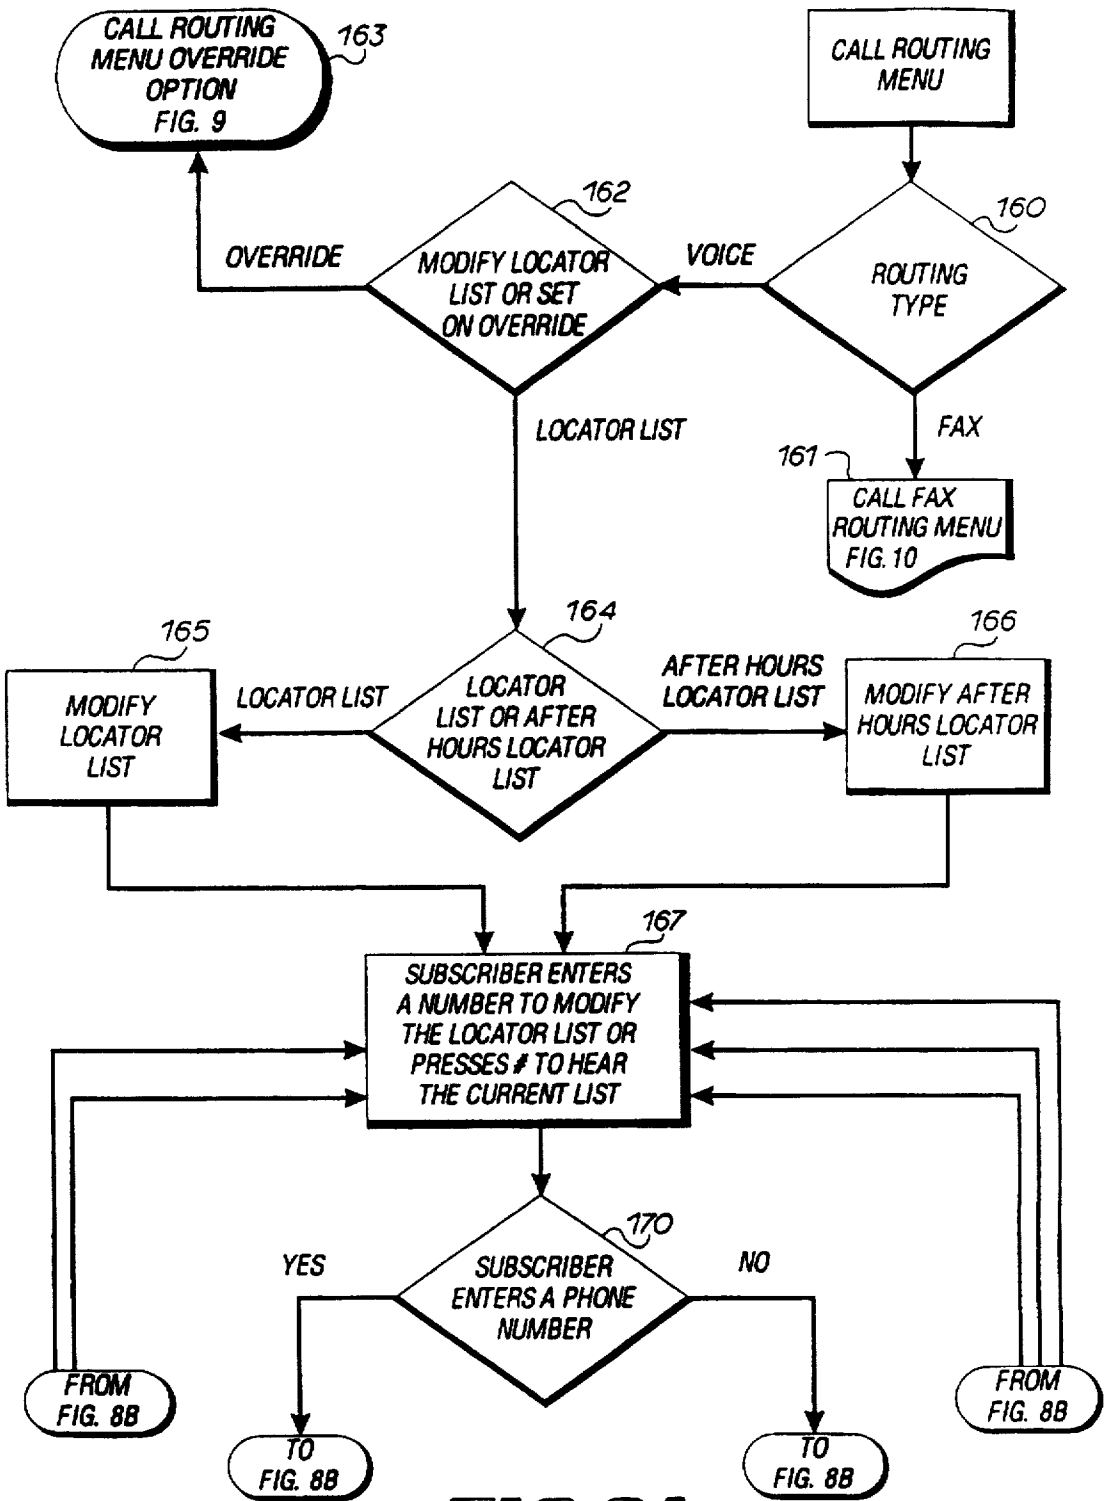 CALL ROUTING
MENU OVERRIDE
OPTION
FIG. 9
163
CALL ROUTING
MENU
162
160
OVERRIDE
MODIFY LOCATOR
LIST OR SET
ON OVERRIDE
VOICE
ROUTING
TYPE
LOCATOR LIST
FAX
161
CALL FAX
ROUTING MENU
FIG. 10
164
165
166
MODIFY
LOCATOR
LIST
LOCATOR LIST
LOCATOR
LIST OR AFTER
HOURS LOCATOR
LIST
AFTER HOURS
LOCATOR LIST
MODIFY AFTER
HOURS LOCATOR
LIST
167
SUBSCRIBER ENTERS
A NUMBER TO MODIFY
THE LOCATOR LIST OR
PRESSES # TO HEAR
THE CURRENT LIST
170
YES
SUBSCRIBER
ENTERS A PHONE
NUMBER
NO
FROM
FIG. 8B
FROM
FIG. 8B
TO
FIG. 8B
TO
FIG. 8B